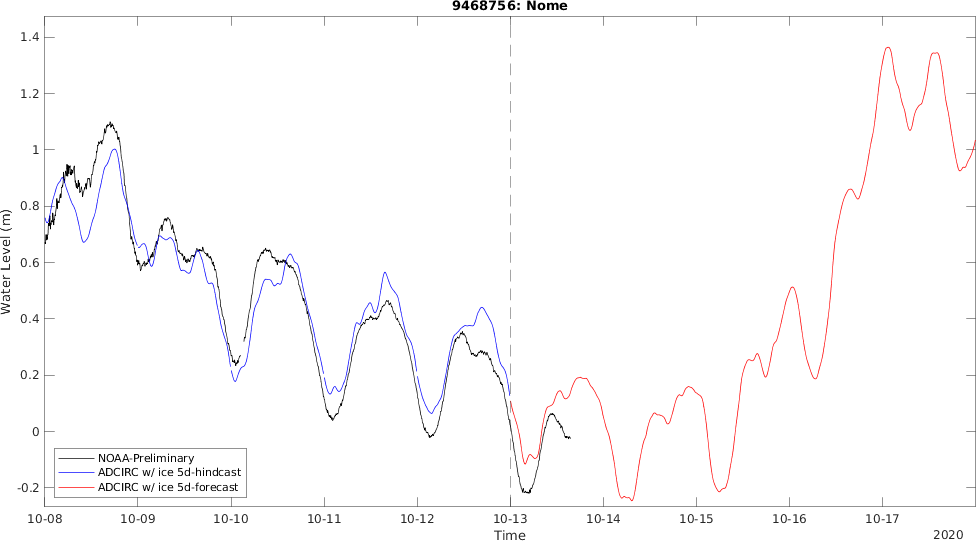 9468756: Nome
1.4
1.2
1
0.8
0.6
0.4
0.2
0
-0.2
Water Level (m)
NOAA-Preliminary
ADCIRC w/ ice 5d-hindcast
ADCIRC w/ ice 5d-forecast
10-08 10-09 10-10 10-11 10-12 10-13 10-14 10-15 10-16 10-17
Time
2020